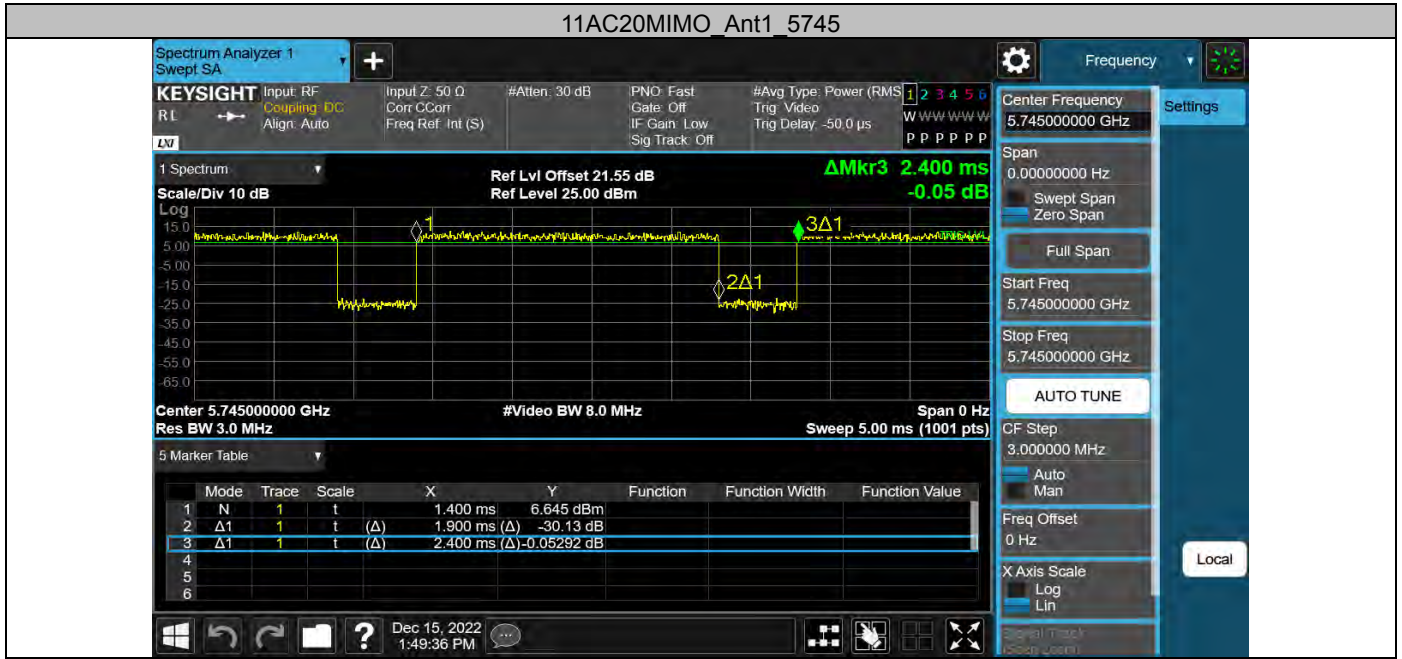 11AC20MIMO_Ant1_5745
Spectrum Analyzer 1
Swept SA
+
Frequency
KEYSIGHT
RL
LXI
Input: RF
Coupling: DC
Align: Auto
Input Z: 50 Ω
Corr CCorr
Freq Ref: Int (S)
#Atten: 30 dB
PNO: Fast
Gate: Off
IF Gain: Low
Sig Track: Off
#Avg Type: Power (RMS
Trig: Video
Trig Delay: -50.0 µs
1 2 3 4 5 6
W W W W W W
P P P P P P
1 Spectrum
Scale/Div 10 dB
Ref Lvl Offset 21.55 dB
Ref Level 25.00 dBm
ΔMkr3 2.400 ms
-0.05 dB
Log
15.0
5.00
-5.00
-15.0
-25.0
-35.0
-45.0
-55.0
-65.0
1
2Δ1
3Δ1
Center 5.745000000 GHz
#Video BW 8.0 MHz
Span 0 Hz
Res BW 3.0 MHz
Sweep 5.00 ms (1001 pts)
5 Marker Table
Mode Trace Scale X Y Function Function Width Function Value
1 N 1 t 1.400 ms 6.645 dBm
2 Δ1 1 t (Δ) 1.900 ms (Δ) -30.13 dB
3 Δ1 1 t (Δ) 2.400 ms (Δ) -0.05292 dB
4
5
6
?
Dec 15, 2022
1:49:36 PM
Center Frequency
5.745000000 GHz
Settings
Span
0.00000000 Hz
Swept Span
Zero Span
Full Span
Start Freq
5.745000000 GHz
Stop Freq
5.745000000 GHz
AUTO TUNE
CF Step
3.000000 MHz
Auto
Man
Freq Offset
0 Hz
X Axis Scale
Log
Lin
Local
Signal Track
(Span Zoom)